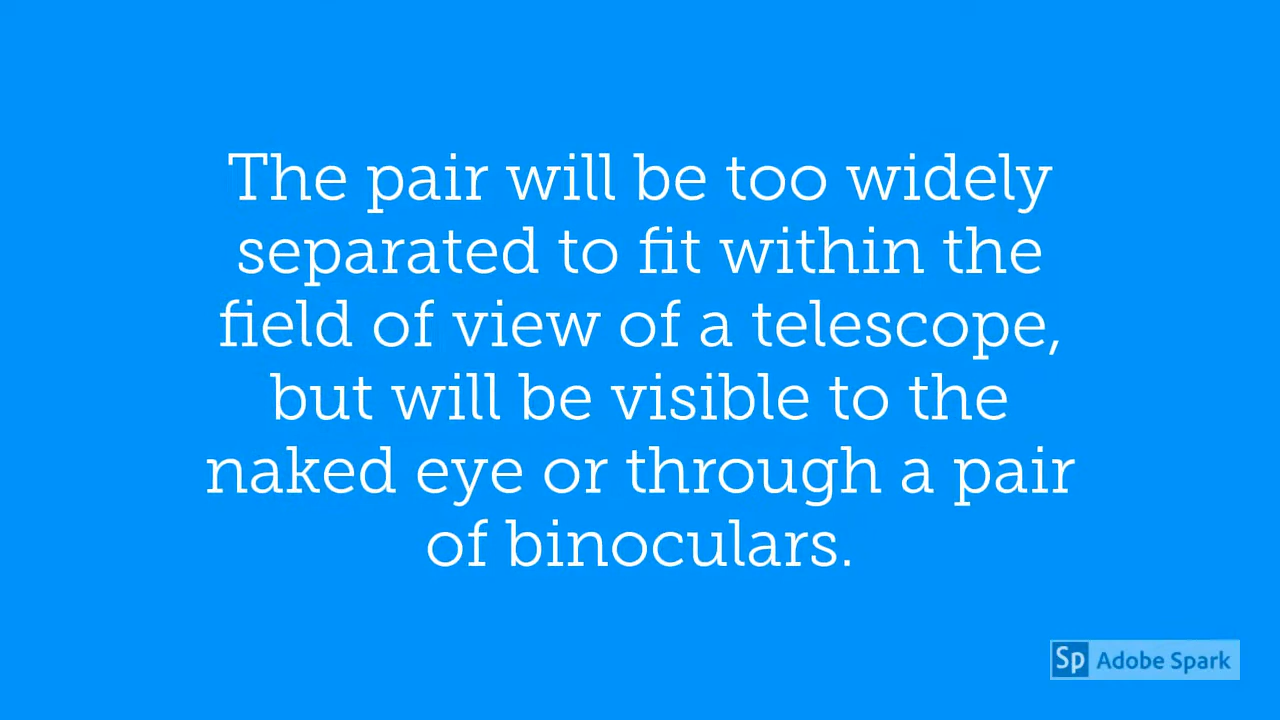 The pair will be too widely
separated to fit within the
field of view of a telescope,
but will be visible to the
naked eye or through a pair
of binoculars.
Sp Adobe Spark